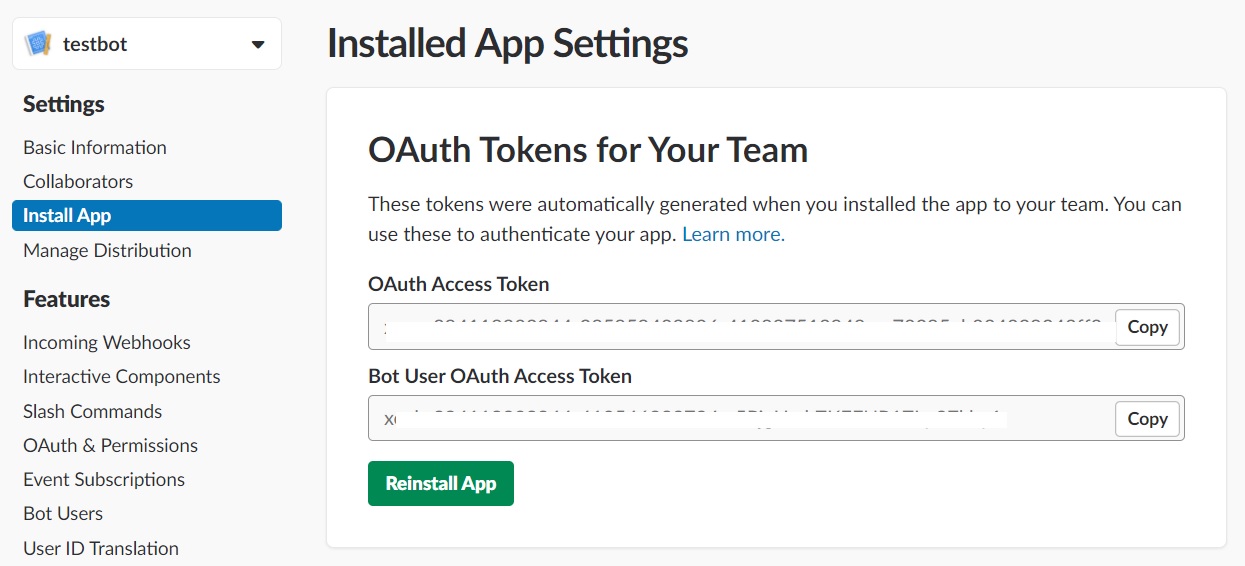 testbot
Installed App Settings
Settings
Basic Information
Collaborators
Install App
Manage Distribution
Features
Incoming Webhooks
Interactive Components
Slash Commands
OAuth & Permissions
Event Subscriptions
Bot Users
User ID Translation
OAuth Tokens for Your Team
These tokens were automatically generated when you installed the app to your team. You can
use these to authenticate your app. Learn more.
OAuth Access Token
Copy
Bot User OAuth Access Token
Copy
Reinstall App